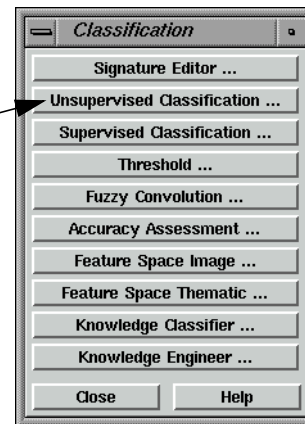 Classification
Signature Editor ...
Unsupervised Classification ...
Supervised Classification ...
Threshold ...
Fuzzy Convolution ...
Accuracy Assessment ...
Feature Space Image ...
Feature Space Thematic ...
Knowledge Classifier ...
Knowledge Engineer ...
Close Help